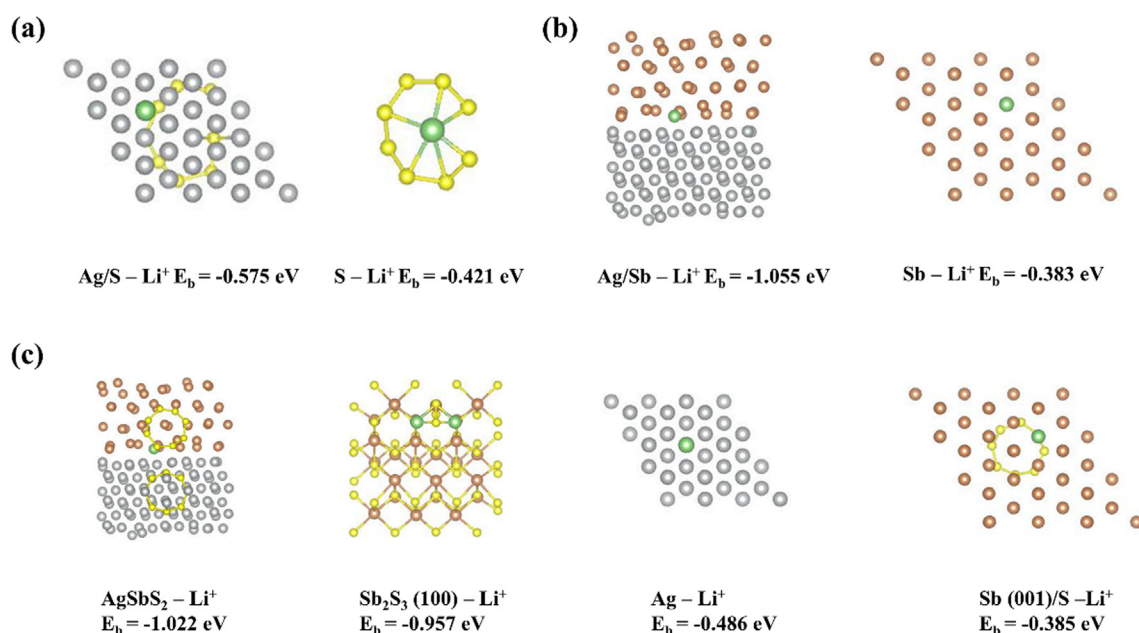 (a)
(b)
Ag/S – Li⁺ E_b = -0.575 eV
S – Li⁺ E_b = -0.421 eV
Ag/Sb – Li⁺ E_b = -1.055 eV
Sb – Li⁺ E_b = -0.383 eV
(c)
AgSbS₂ – Li⁺
E_b = -1.022 eV
Sb₂S₃ (100) – Li⁺
E_b = -0.957 eV
Ag – Li⁺
E_b = -0.486 eV
Sb (001)/S –Li⁺
E_b = -0.385 eV